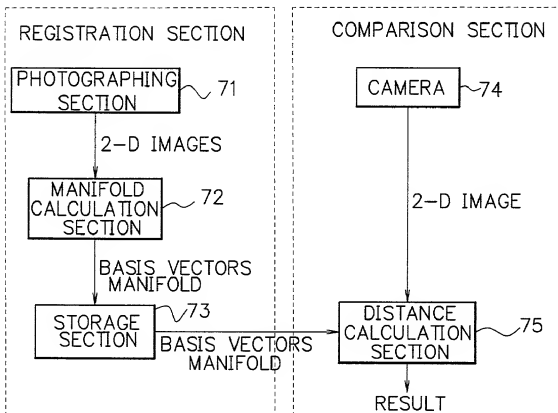 REGISTRATION SECTION
PHOTOGRAPHING
SECTION
71
2-D IMAGES
MANIFOLD
CALCULATION
SECTION
72
BASIS VECTORS
MANIFOLD
STORAGE
SECTION
73
BASIS VECTORS
MANIFOLD
COMPARISON SECTION
CAMERA
74
2-D IMAGE
DISTANCE
CALCULATION
SECTION
75
RESULT